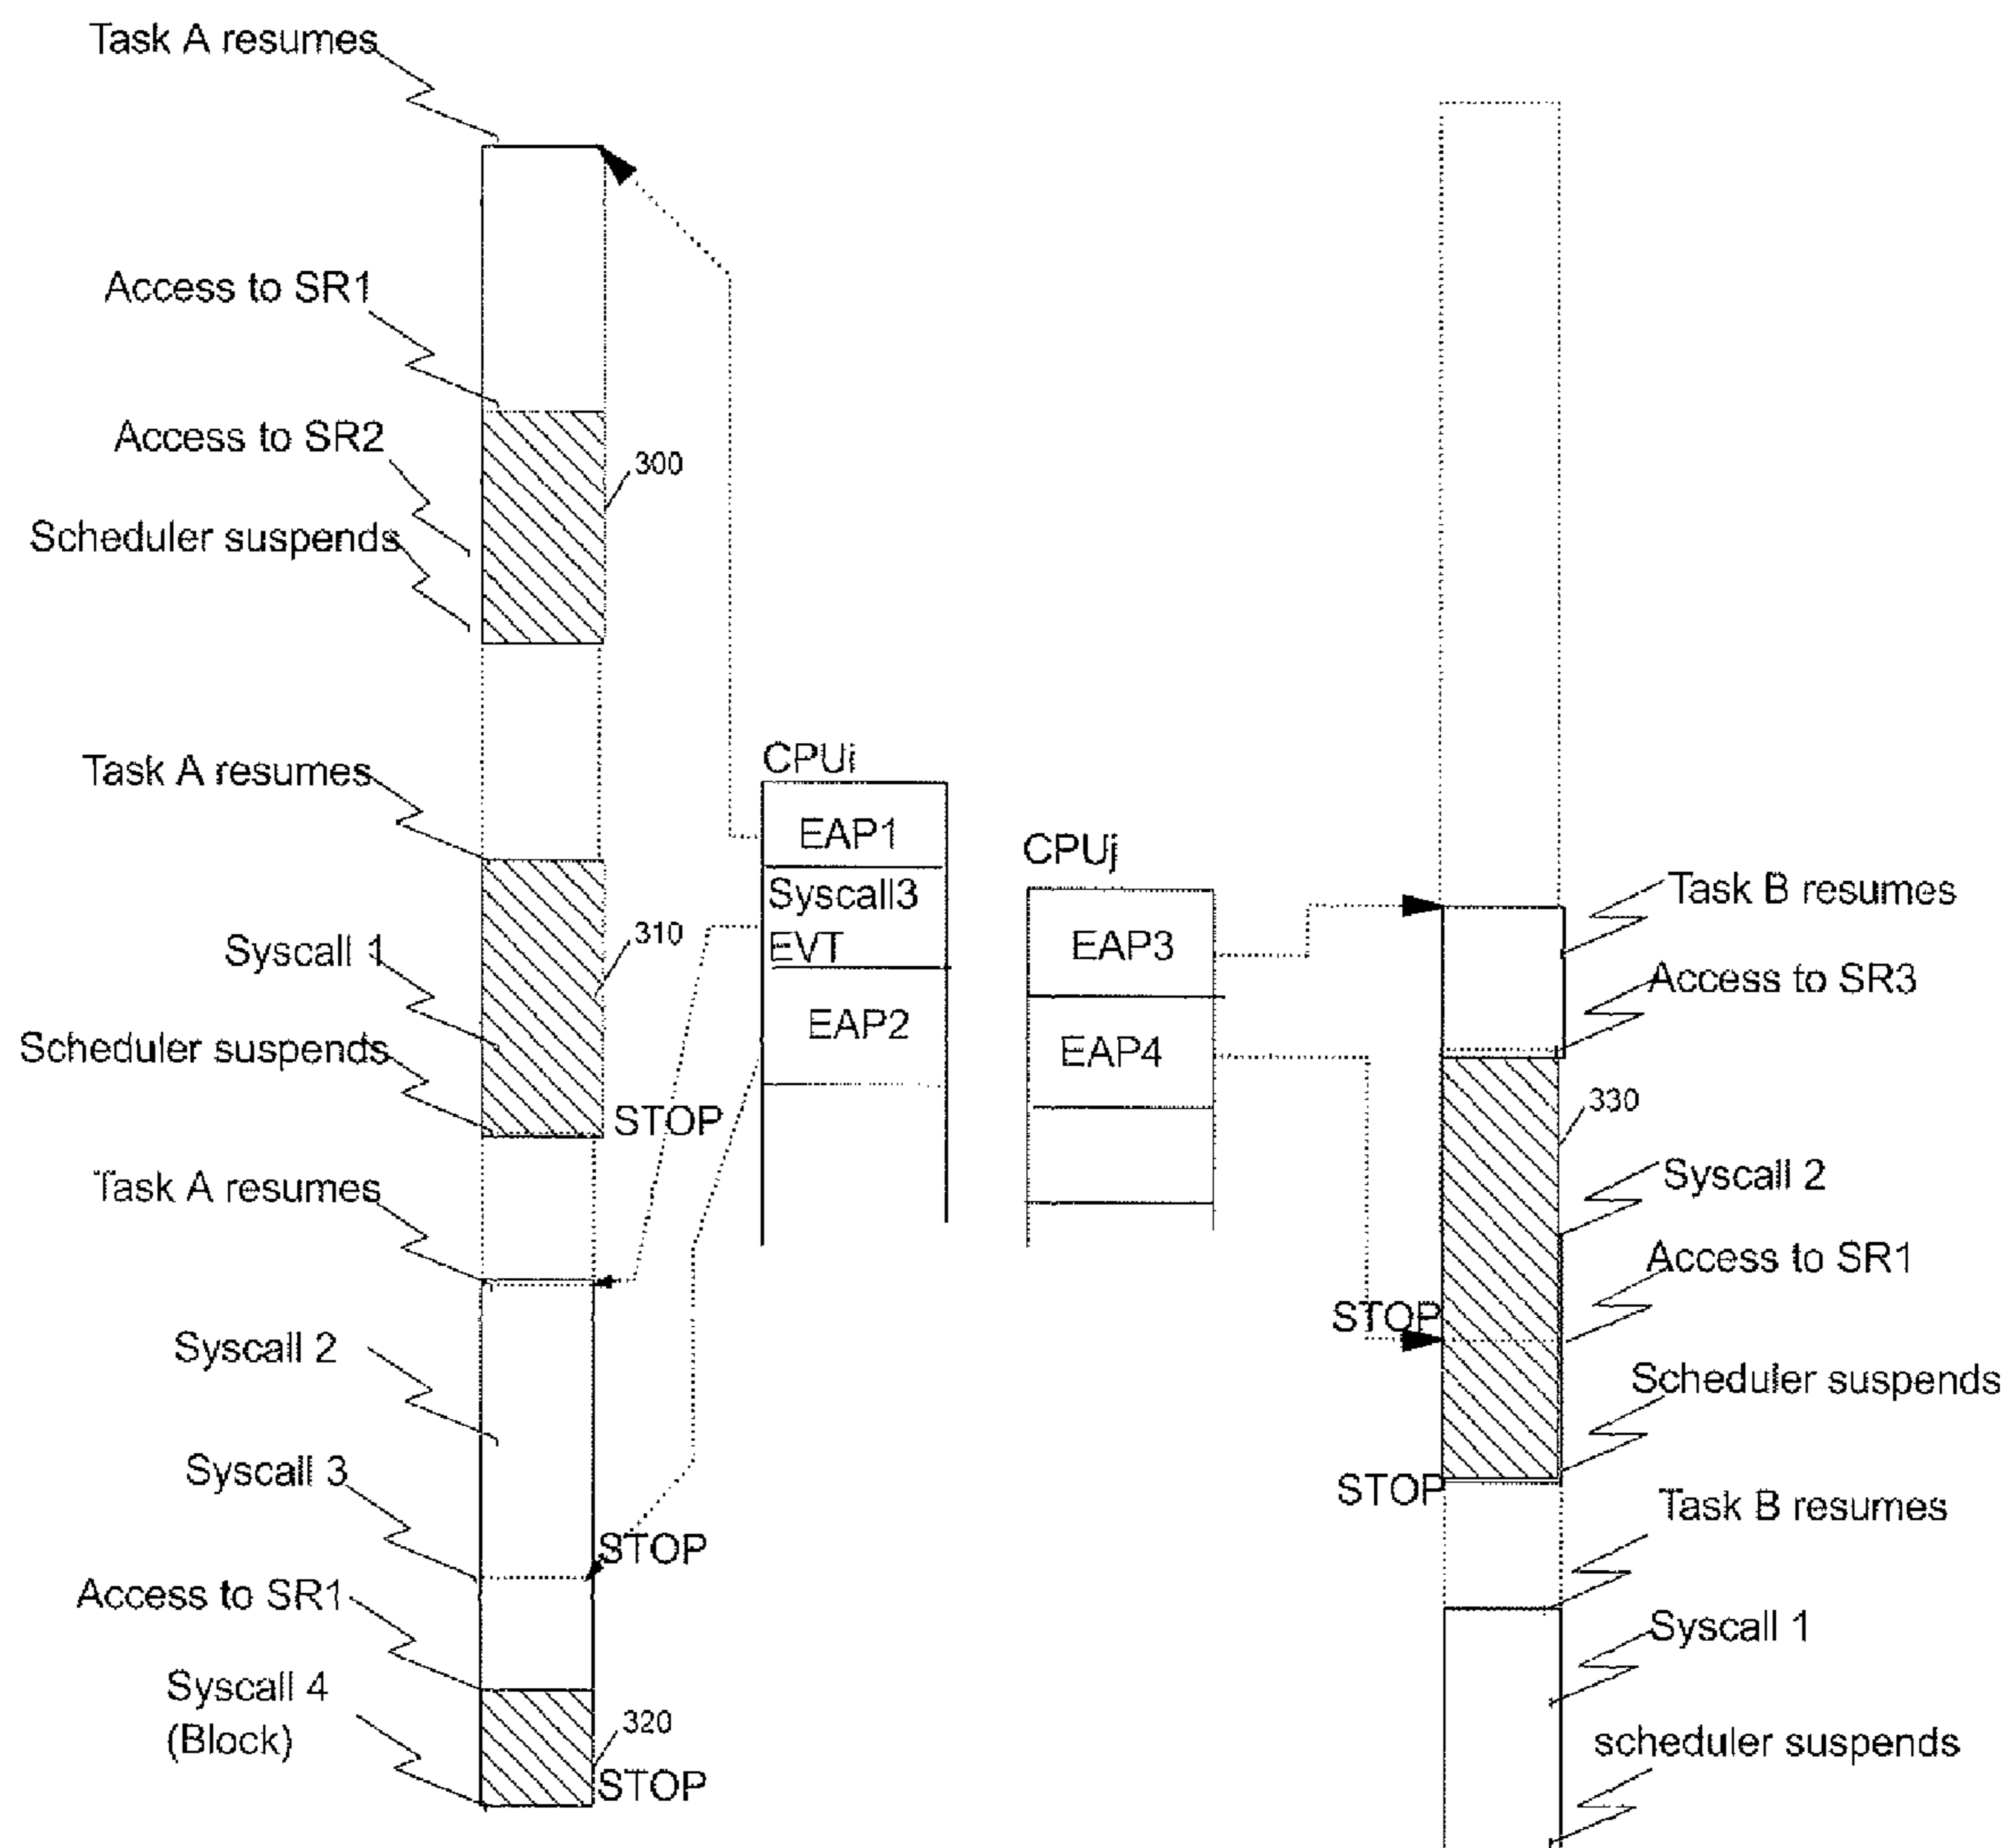 Task A resumes
Access to SR1
Access to SR2
300
Scheduler suspends
Task A resumes
310
Syscall 1
Scheduler suspends
STOP
Task A resumes
Syscall 2
Syscall 3
STOP
Access to SR1
Syscall 4
(Block)
320
STOP
CPUi
EAP1
Syscall3
EVT
EAP2
CPUj
EAP3
EAP4
Task B resumes
Access to SR3
330
Syscall 2
Access to SR1
STOP
Scheduler suspends
STOP
Task B resumes
Syscall 1
scheduler suspends